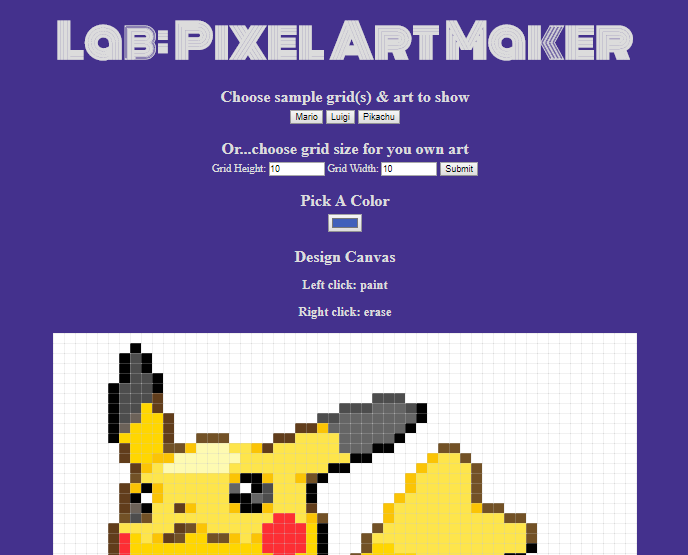 Lab: Pixel Art Maker
Choose sample grid(s) & art to show
Mario Luigi Pikachu
Or...choose grid size for you own art
Grid Height: 10 Grid Width: 10 Submit
Pick A Color
Design Canvas
Left click: paint
Right click: erase